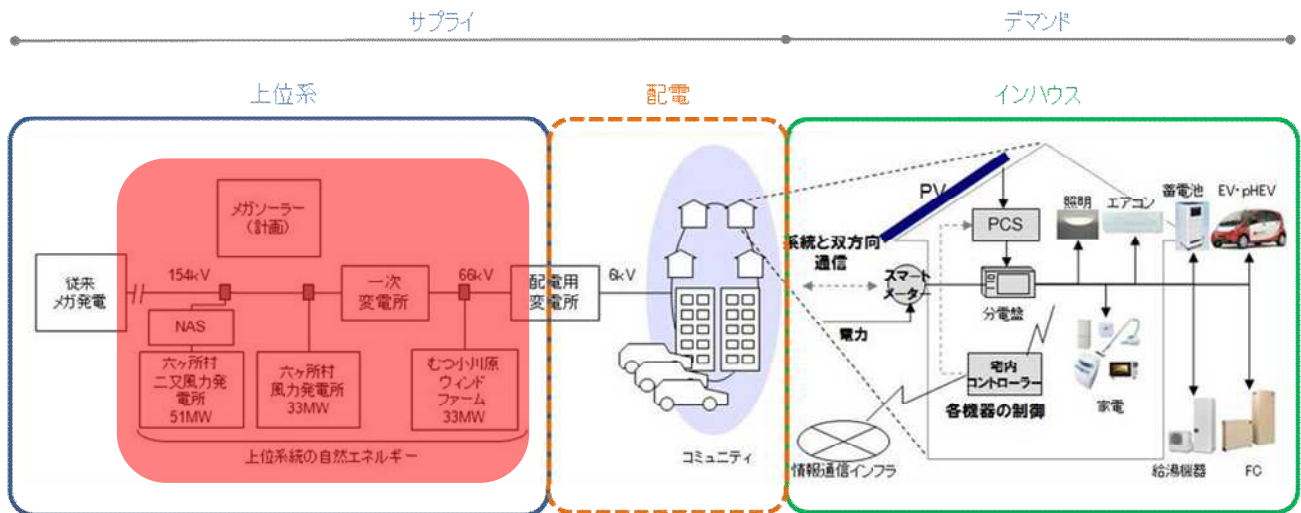 サプライ
デマンド
上位系
配電
インハウス
メガソーラー
(計画)
従来
メガ発電
154kV
一次
変電所
66kV
配電用
変電所
6kV
NAS
六ヶ所村
二又風力発
電所
51MW
六ヶ所村
風力発電所
33MW
むつ小川原
ウィンド
ファーム
33MW
上位系統の自然エネルギー
コミュニティ
PV
系統と双方向
通信
スマート
メーター
電力
PCS
分電盤
照明
エアコン
蓄電池
EV・pHEV
宅内
コントローラー
各機器の制御
家電
情報通信インフラ
給湯機器
FC